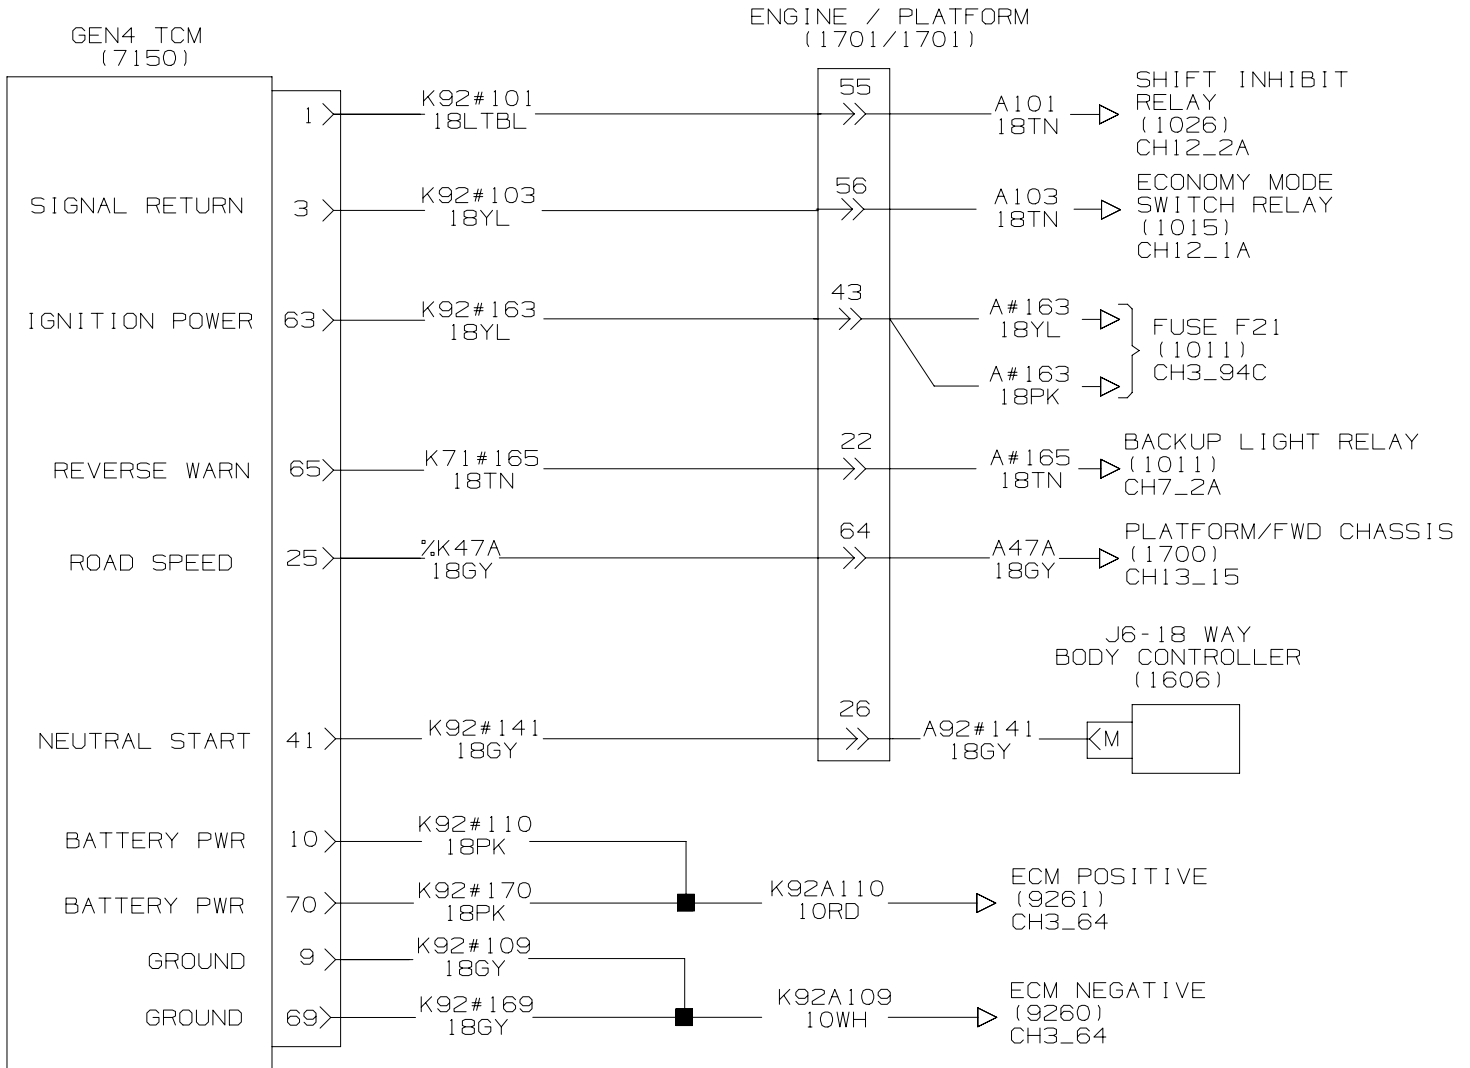 GEN4 TCM
(7150)
ENGINE / PLATFORM
(1701/1701)
1
K92#101
18LTBL
55
A101
18TN
SHIFT INHIBIT
RELAY
(1026)
CH12_2A
SIGNAL RETURN
3
K92#103
18YL
56
A103
18TN
ECONOMY MODE
SWITCH RELAY
(1015)
CH12_1A
IGNITION POWER
63
K92#163
18YL
43
A#163
18YL
A#163
18PK
FUSE F21
(1011)
CH3_94C
REVERSE WARN
65
K71#165
18TN
22
A#165
18TN
BACKUP LIGHT RELAY
(1011)
CH7_2A
ROAD SPEED
25
%K47A
18GY
64
A47A
18GY
PLATFORM/FWD CHASSIS
(1700)
CH13_15
J6-18 WAY
BODY CONTROLLER
(1606)
NEUTRAL START
41
K92#141
18GY
26
A92#141
18GY
M
BATTERY PWR
10
K92#110
18PK
BATTERY PWR
70
K92#170
18PK
K92A110
10RD
ECM POSITIVE
(9261)
CH3_64
GROUND
9
K92#109
18GY
GROUND
69
K92#169
18GY
K92A109
10WH
ECM NEGATIVE
(9260)
CH3_64